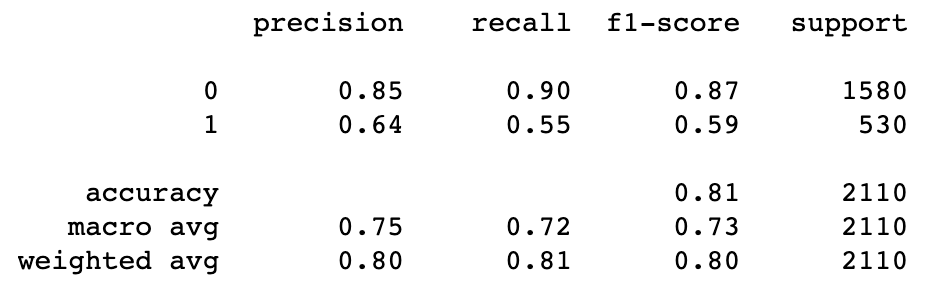 precision recall f1-score support
0 0.85 0.90 0.87 1580
1 0.64 0.55 0.59 530
accuracy 0.81 2110
macro avg 0.75 0.72 0.73 2110
weighted avg 0.80 0.81 0.80 2110